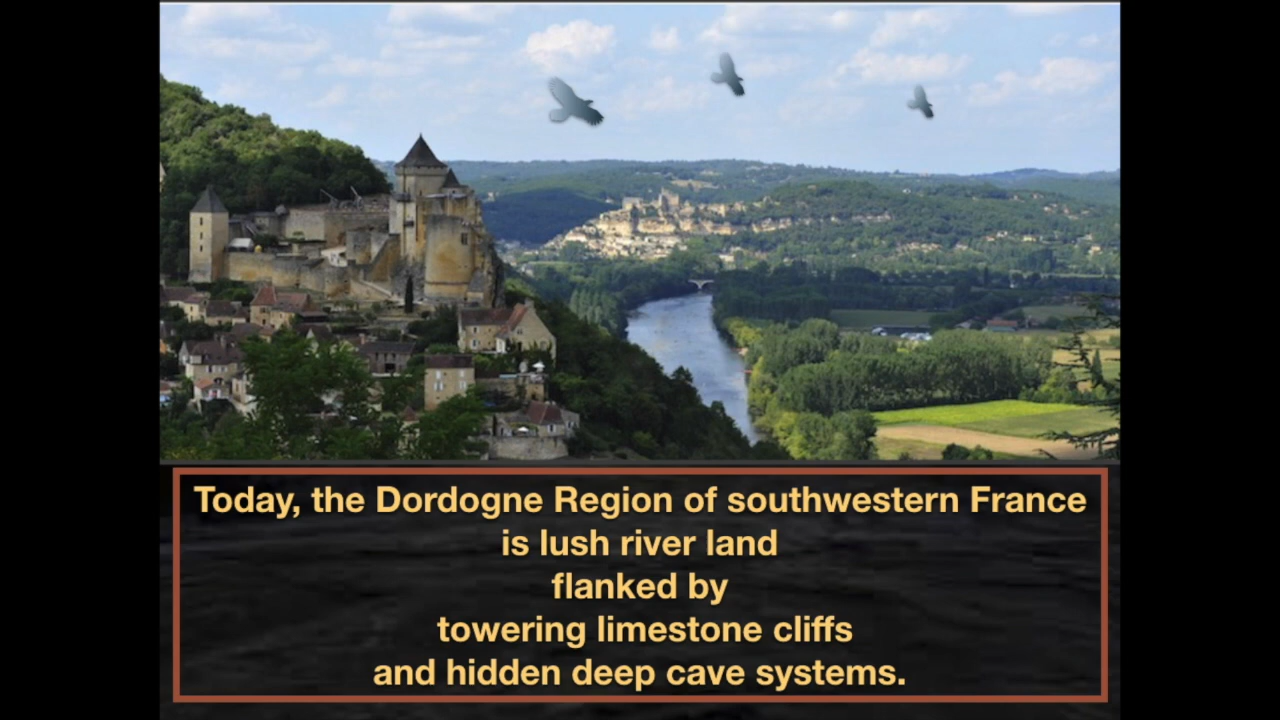 Today, the Dordogne Region of southwestern France
is lush river land
flanked by
towering limestone cliffs
and hidden deep cave systems.